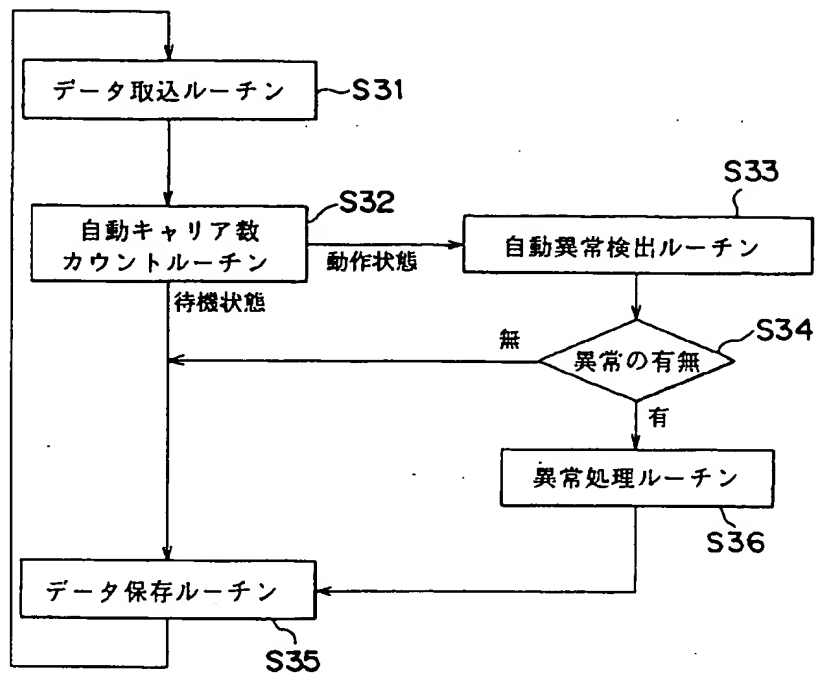 データ取込ルーチン
S31
自動キャリア数
カウントルーチン
S32
動作状態
待機状態
自動異常検出ルーチン
S33
異常の有無
S34
無
有
異常処理ルーチン
S36
データ保存ルーチン
S35